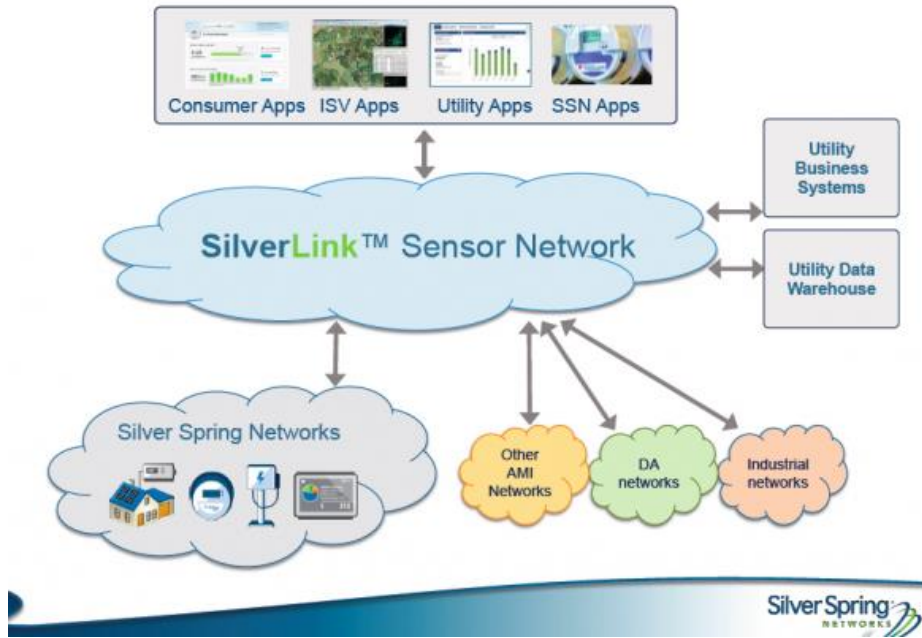 Consumer Apps ISV Apps Utility Apps SSN Apps
Utility
Business
Systems
SilverLink™ Sensor Network
Utility Data
Warehouse
Silver Spring Networks
Other
AMI
Networks
DA
networks
Industrial
networks
Silver Spring
NETWORKS